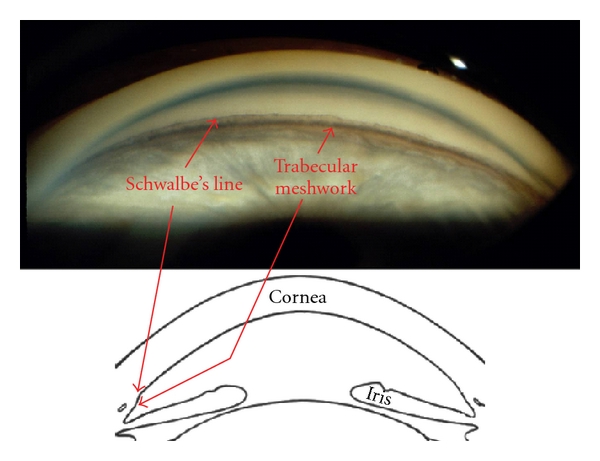 Schwalbe's line
Trabecular
meshwork
Cornea
Iris